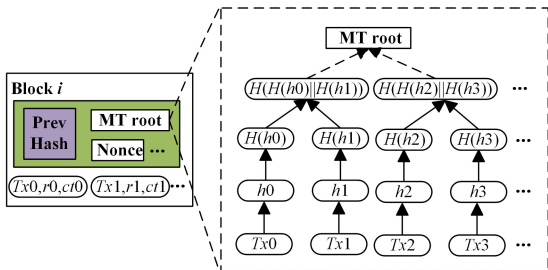 MT root
H(H(h0)||H(h1)) H(H(h2)||H(h3)) ...
H(h0) H(h1) H(h2) H(h3) ...
h0 h1 h2 h3 ...
Tx0 Tx1 Tx2 Tx3 ...
Block i
Prev Hash
MT root
Nonce ...
Tx0,r0,ct0 Tx1,r1,ct1 ...